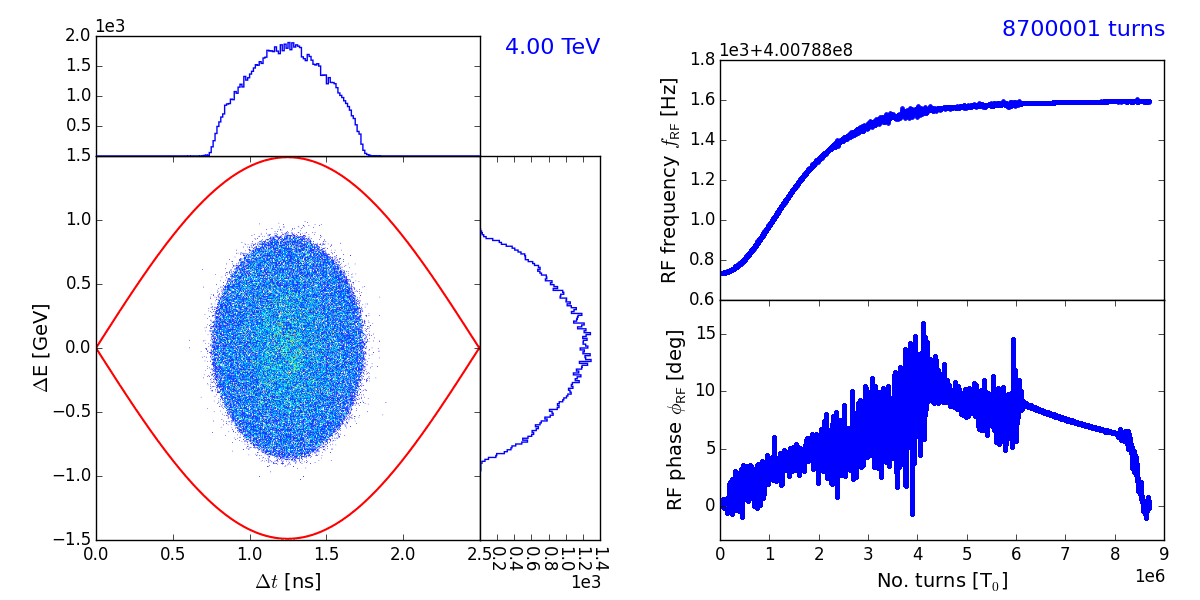 1e3
2.0
1.5
1.0
0.5
1.5
4.00 TeV
1.0
0.5
0.0
−0.5
−1.0
−1.5
ΔE [GeV]
0.0 0.5 1.0 1.5 2.0 2.5
Δt [ns]
0.2 0.4 0.6 0.8 1.0 1.2 1.4
1e3
8700001 turns
1e3+4.00788e8
1.8
1.6
1.4
1.2
1.0
0.8
0.6
RF frequency f_RF [Hz]
15
10
5
0
RF phase ϕ_RF [deg]
0 1 2 3 4 5 6 7 8 9
1e6
No. turns [T_0]